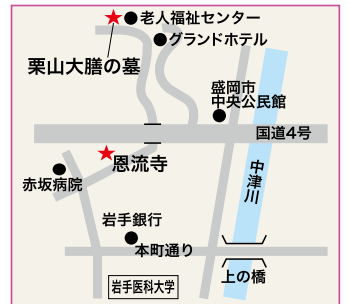 老人福祉センター
グランドホテル
栗山大膳の墓
盛岡市
中央公民館
国道4号
恩流寺
赤坂病院
中津川
岩手銀行
本町通り
上の橋
岩手医科大学